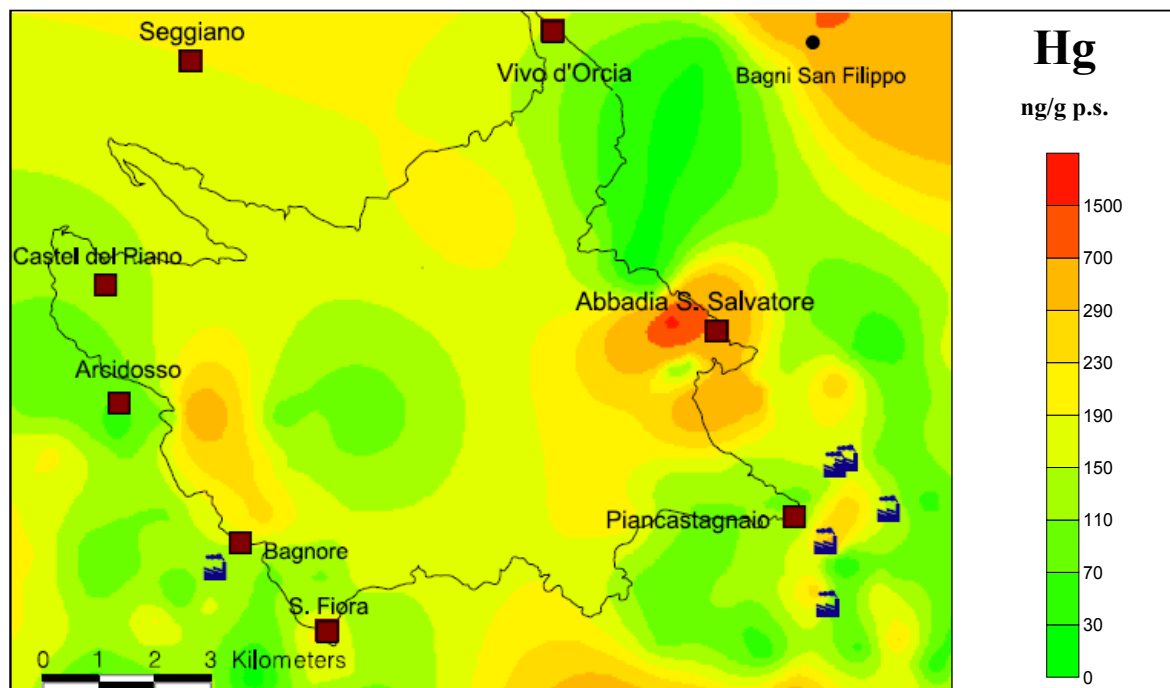 Seggiano
Vivo d'Orcia
Bagni San Filippo
Castel del Piano
Abbadia S. Salvatore
Arcidosso
Piancastagnaio
Bagnore
S. Fiora
0 1 2 3 Kilometers
Hg
ng/g p.s.
1500
700
290
230
190
150
110
70
30
0